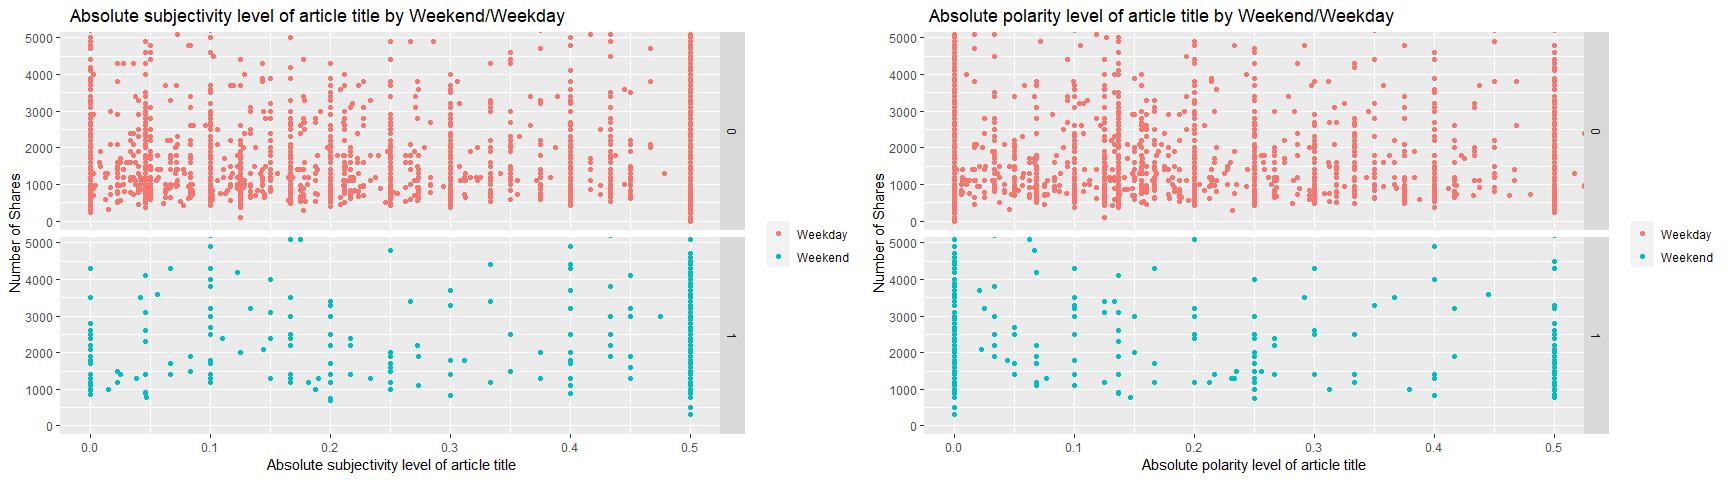 Absolute subjectivity level of article title by Weekend/Weekday
5000
4000
3000
2000
1000
0
0
5000
4000
3000
2000
1000
0
1
Number of Shares
0.0 0.1 0.2 0.3 0.4 0.5
Absolute subjectivity level of article title
Weekday
Weekend
Absolute polarity level of article title by Weekend/Weekday
5000
4000
3000
2000
1000
0
0
5000
4000
3000
2000
1000
0
1
Number of Shares
0.0 0.1 0.2 0.3 0.4 0.5
Absolute polarity level of article title
Weekday
Weekend